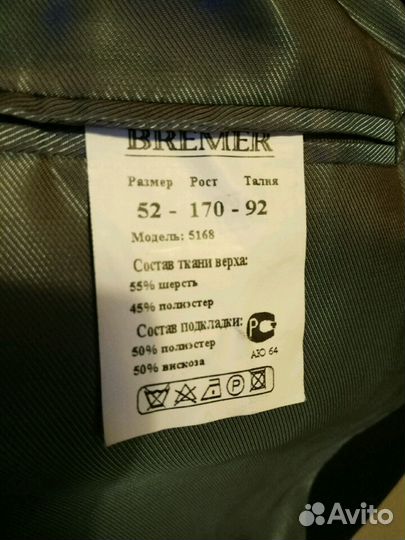 BREMER
Размер Рост Талия
52 - 170 - 92
Модель: 5168
Состав ткани верха:
55% шерсть
45% полиэстер
Состав подкладки:
50% полиэстер
50% вискоза
АЯО 64
P
Avito